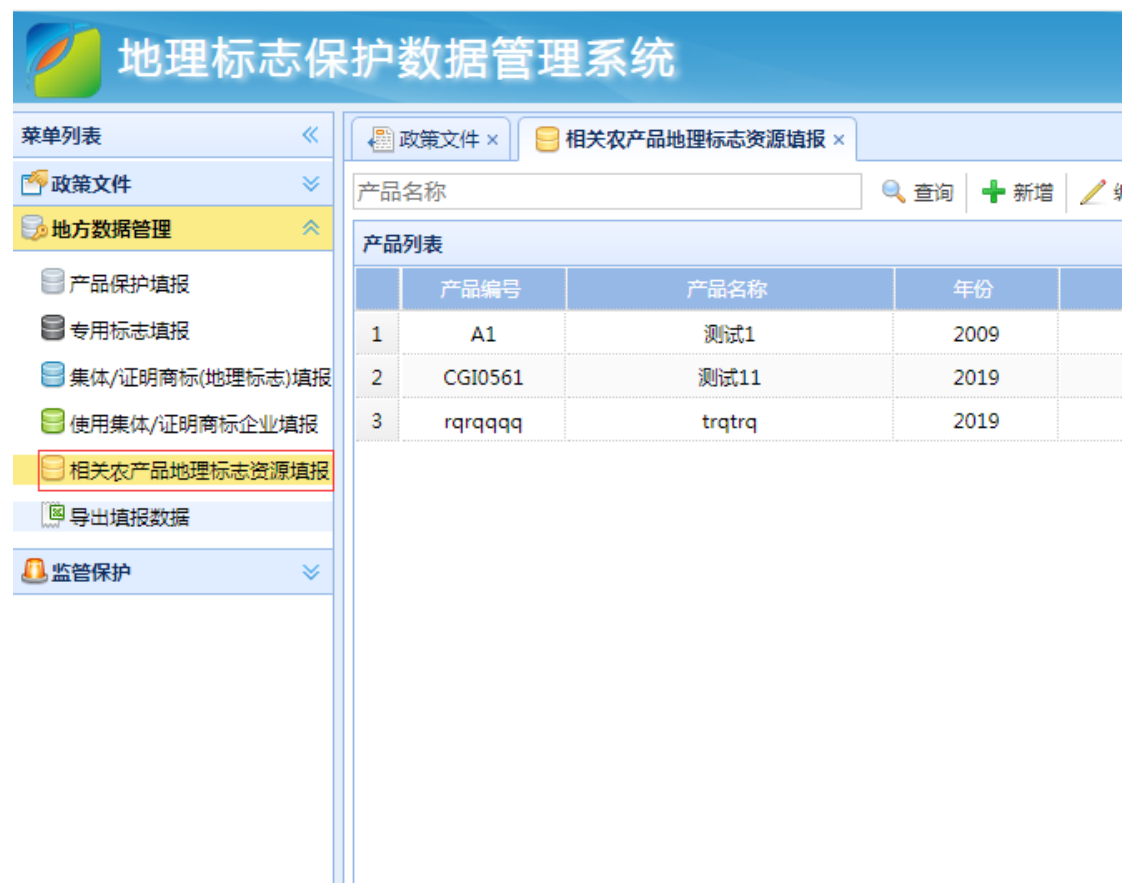 地理标志保护数据管理系统
菜单列表
政策文件
地方数据管理
产品保护填报
专用标志填报
集体/证明商标(地理标志)填报
使用集体/证明商标企业填报
相关农产品地理标志资源填报
导出填报数据
监管保护
政策文件 × 相关农产品地理标志资源填报 ×
产品名称 查询 新增
产品列表
产品编号 产品名称 年份
1 A1 测试1 2009
2 CGI0561 测试11 2019
3 rqrqqqq trqtrq 2019